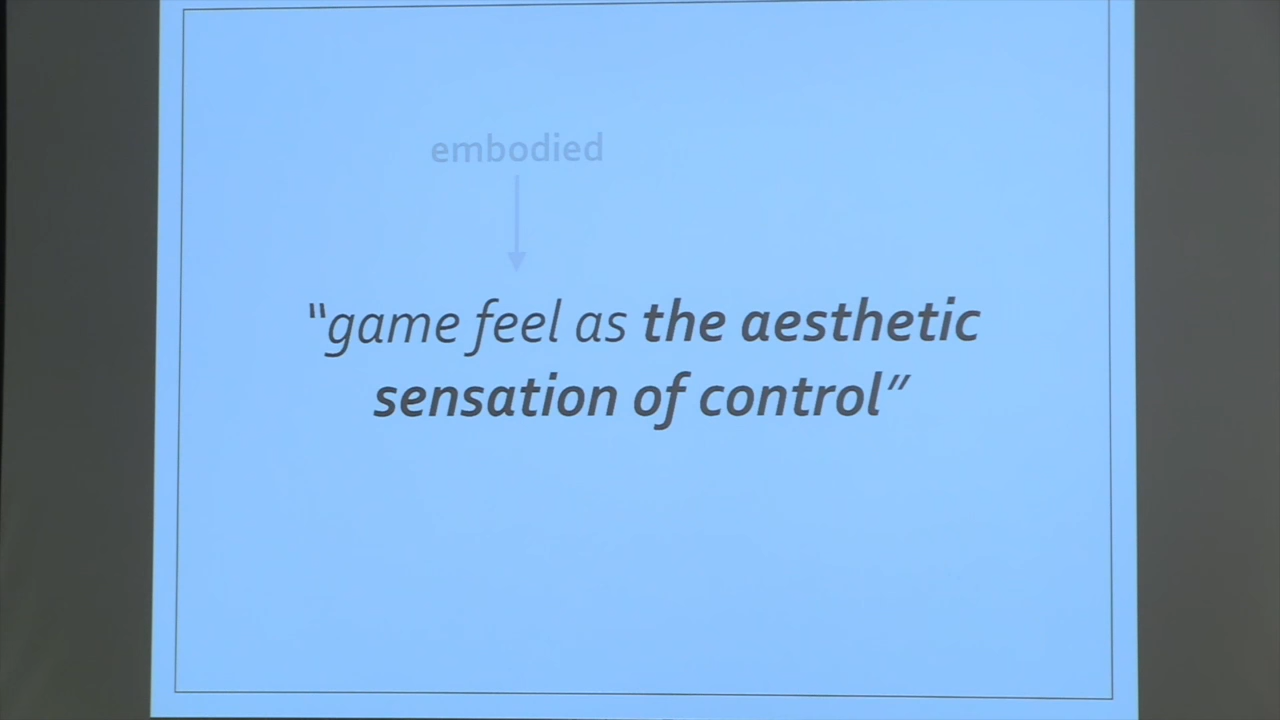 embodied
"game feel as the aesthetic
sensation of control"